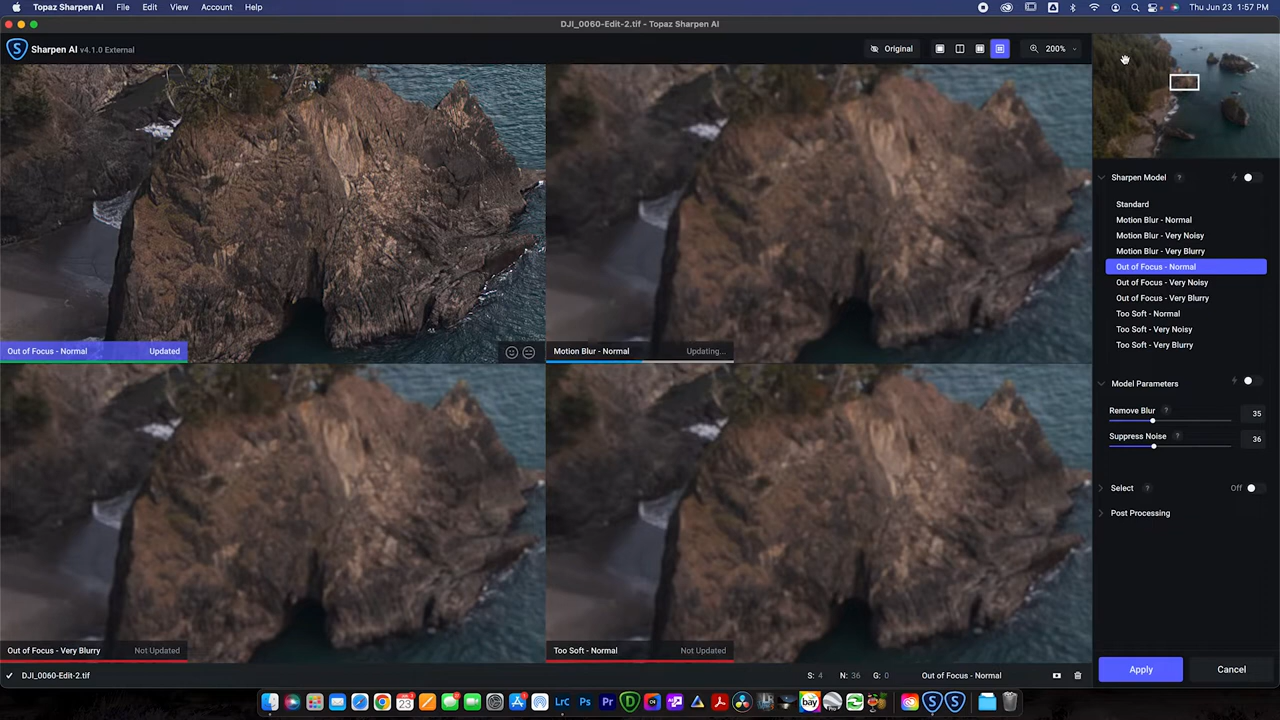 Topaz Sharpen AI File Edit View Account Help Thu Jun 23 1:57 PM
DJI_0060-Edit-2.tif - Topaz Sharpen AI
Sharpen AI v4.1.0 External Original 200%
Sharpen Model ?
Standard
Motion Blur - Normal
Motion Blur - Very Noisy
Motion Blur - Very Blurry
Out of Focus - Normal
Out of Focus - Very Noisy
Out of Focus - Very Blurry
Too Soft - Normal
Too Soft - Very Noisy
Too Soft - Very Blurry
Out of Focus - Normal Updated
Motion Blur - Normal Updating...
Model Parameters
Remove Blur ? 35
Suppress Noise ? 36
Select ? Off
Post Processing
Out of Focus - Very Blurry Not Updated
Too Soft - Normal Not Updated
DJI_0060-Edit-2.tif S: 4 N: 36 G: 0 Out of Focus - Normal
Apply Cancel
23 LrC Ps Pr bay